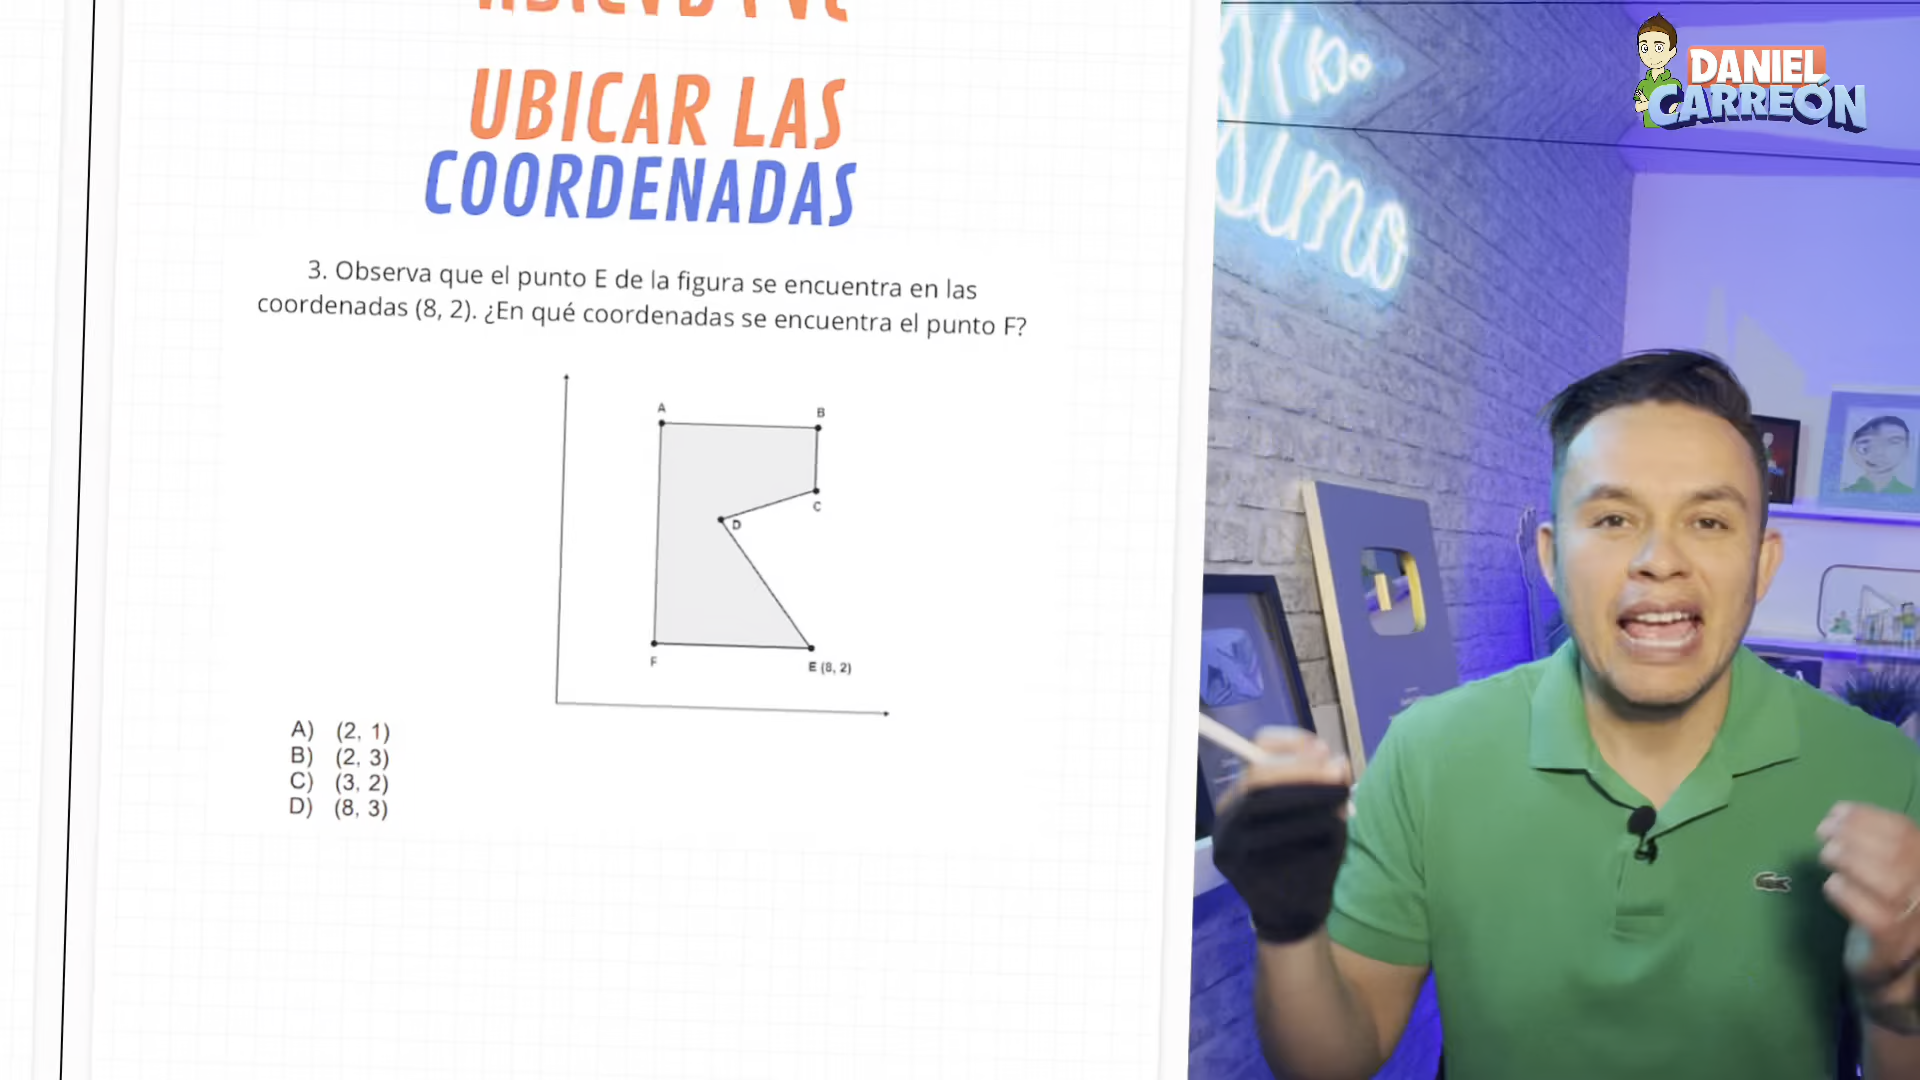 UBICAR LAS
COORDENADAS
3. Observa que el punto E de la figura se encuentra en las
coordenadas (8, 2). ¿En qué coordenadas se encuentra el punto F?
A
B
C
D
F
E (8, 2)
A) (2, 1)
B) (2, 3)
C) (3, 2)
D) (8, 3)
DANIEL
CARREÓN